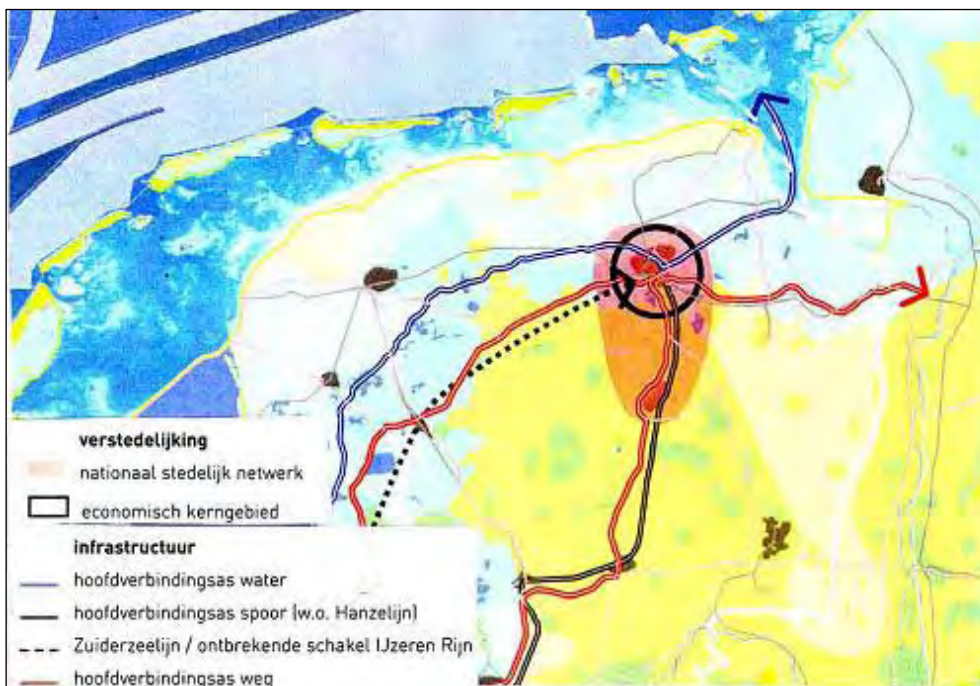 verstedelijking
nationaal stedelijk netwerk
economisch kerngebied
infrastructuur
hoofdverbindingsas water
hoofdverbindingsas spoor (w.o. Hanzelijn)
Zuiderzeelijn / ontbrekende schakel IJzeren Rijn
hoofdverbindingsas weg